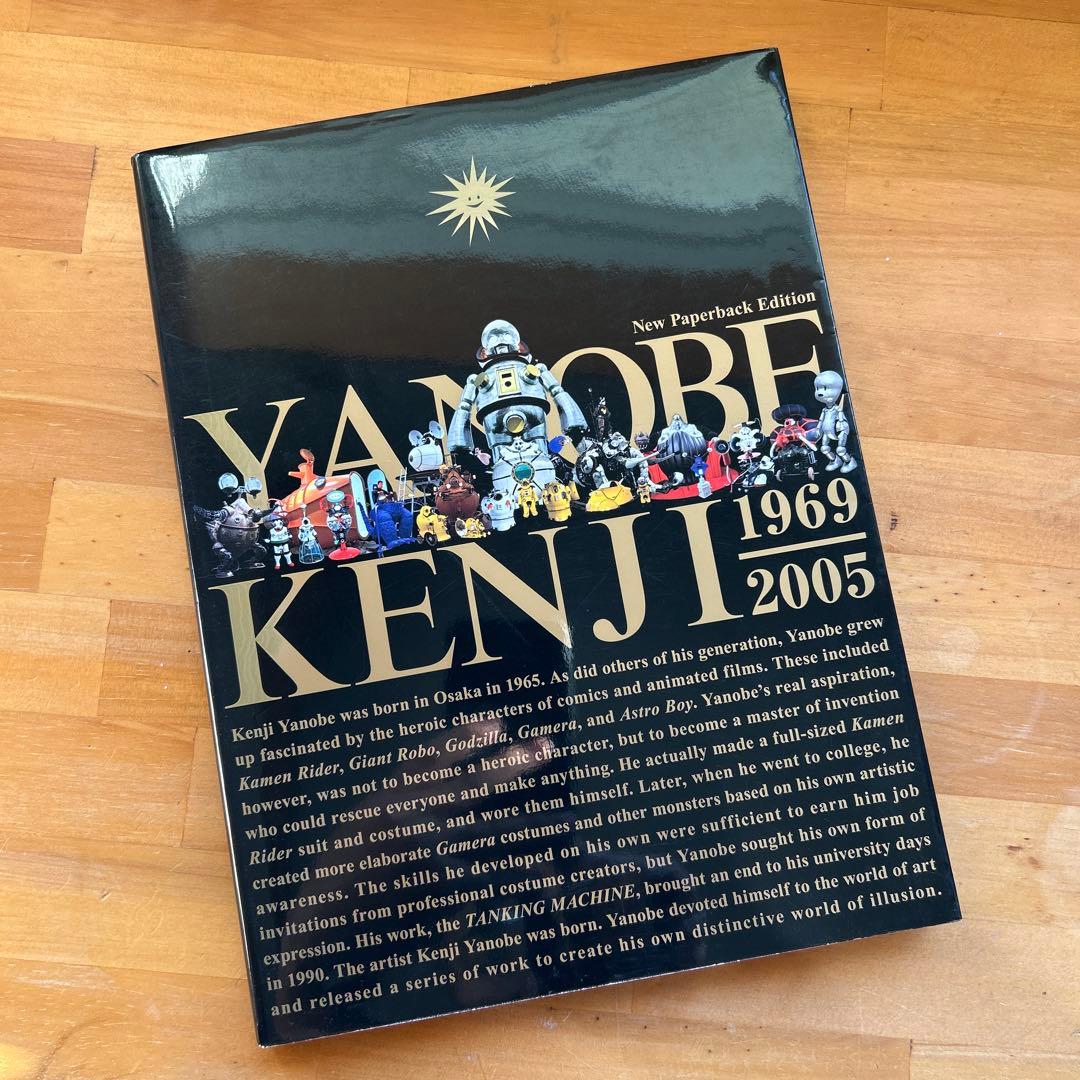 New Paperback Edition
YANOBE
KENJI
1969
2005
Kenji Yanobe was born in Osaka in 1965. As did others of his generation, Yanobe grew
up fascinated by the heroic characters of comics and animated films. These included
Kamen Rider, Giant Robo, Godzilla, Gamera, and Astro Boy. Yanobe's real aspiration,
however, was not to become a heroic character, but to become a master of invention
who could rescue everyone and make anything. He actually made a full-sized Kamen
Rider suit and costume, and wore them himself. Later, when he went to college, he
created more elaborate Gamera costumes and other monsters based on his own artistic
awareness. The skills he developed on his own were sufficient to earn him job
invitations from professional costume creators, but Yanobe sought his own form of
expression. His work, the TANKING MACHINE, brought an end to his university days
in 1990. The artist Kenji Yanobe was born. Yanobe devoted himself to the world of art
and released a series of work to create his own distinctive world of illusion.